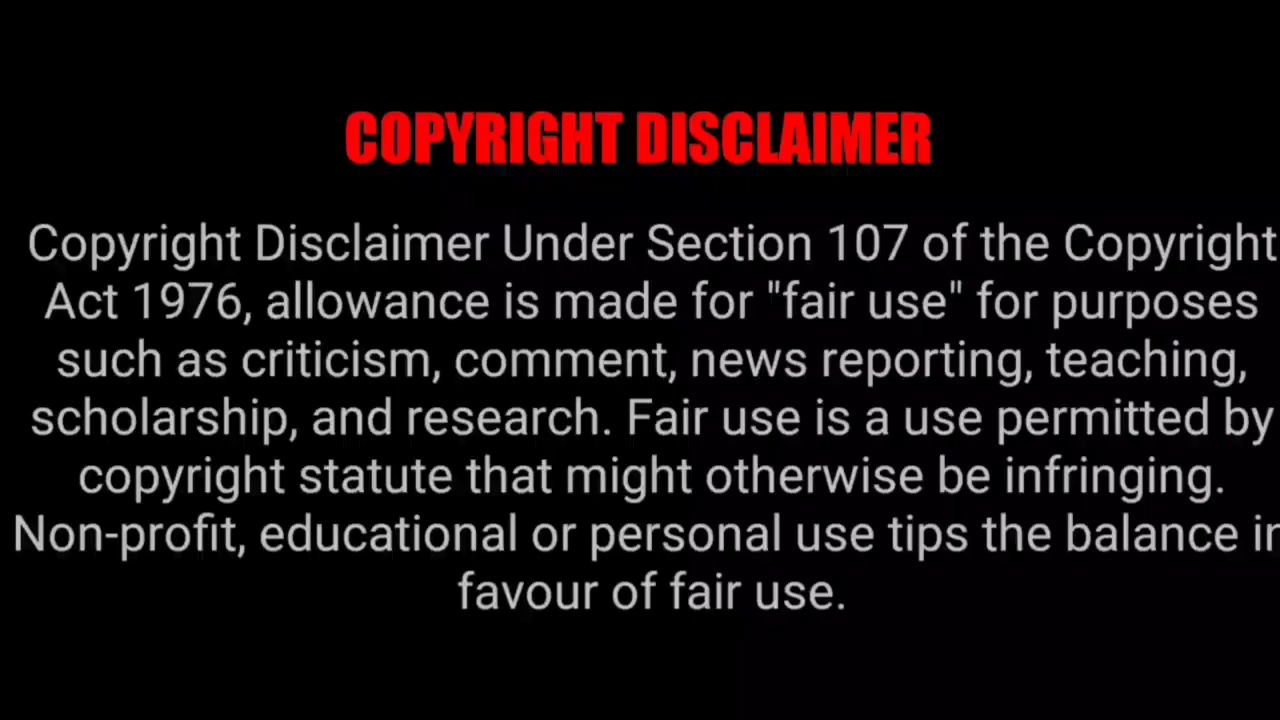 COPYRIGHT DISCLAIMER
Copyright Disclaimer Under Section 107 of the Copyright
Act 1976, allowance is made for "fair use" for purposes
such as criticism, comment, news reporting, teaching,
scholarship, and research. Fair use is a use permitted by
copyright statute that might otherwise be infringing.
Non-profit, educational or personal use tips the balance in
favour of fair use.